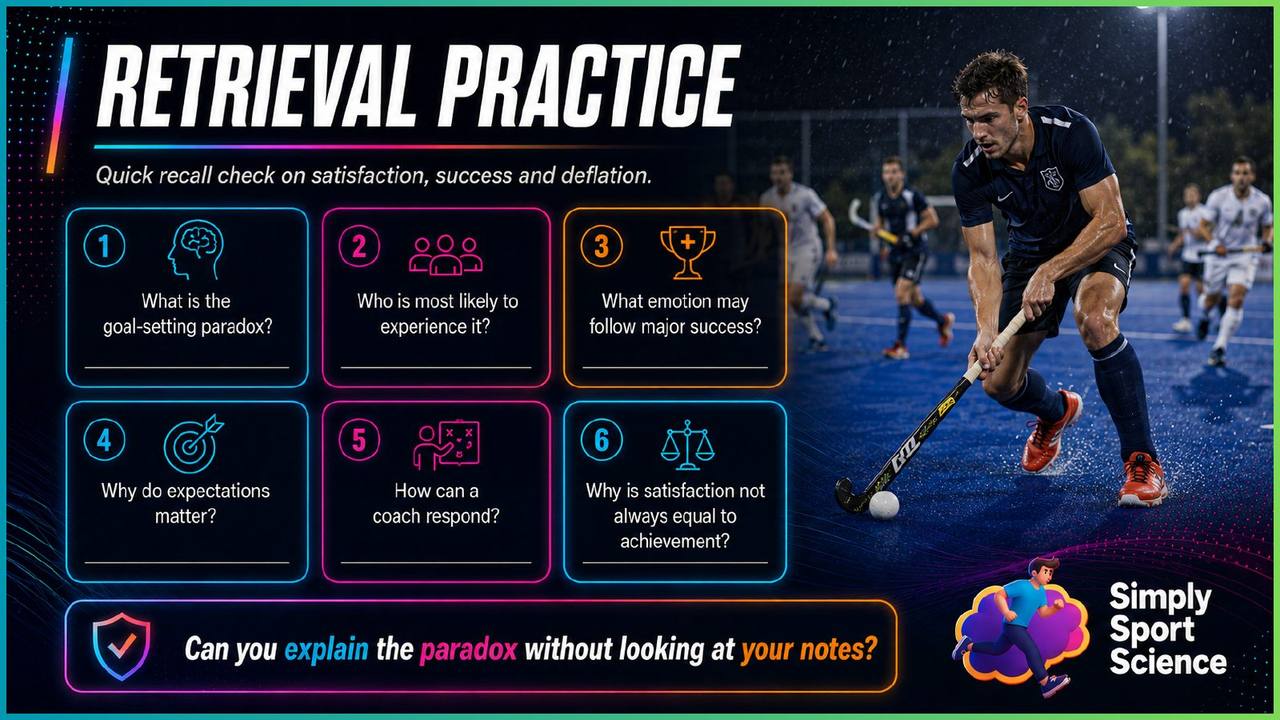 RETRIEVAL PRACTICE
Quick recall check on satisfaction, success and deflation.
1
What is the
goal-setting paradox?
2
Who is most likely to
experience it?
3
What emotion may
follow major success?
4
Why do expectations
matter?
5
How can a
coach respond?
6
Why is satisfaction not
always equal to
achievement?
Can you explain the paradox without looking at your notes?
Simply
Sport
Science